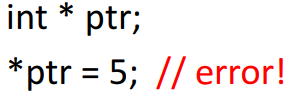 int * ptr;
*ptr = 5; // error!